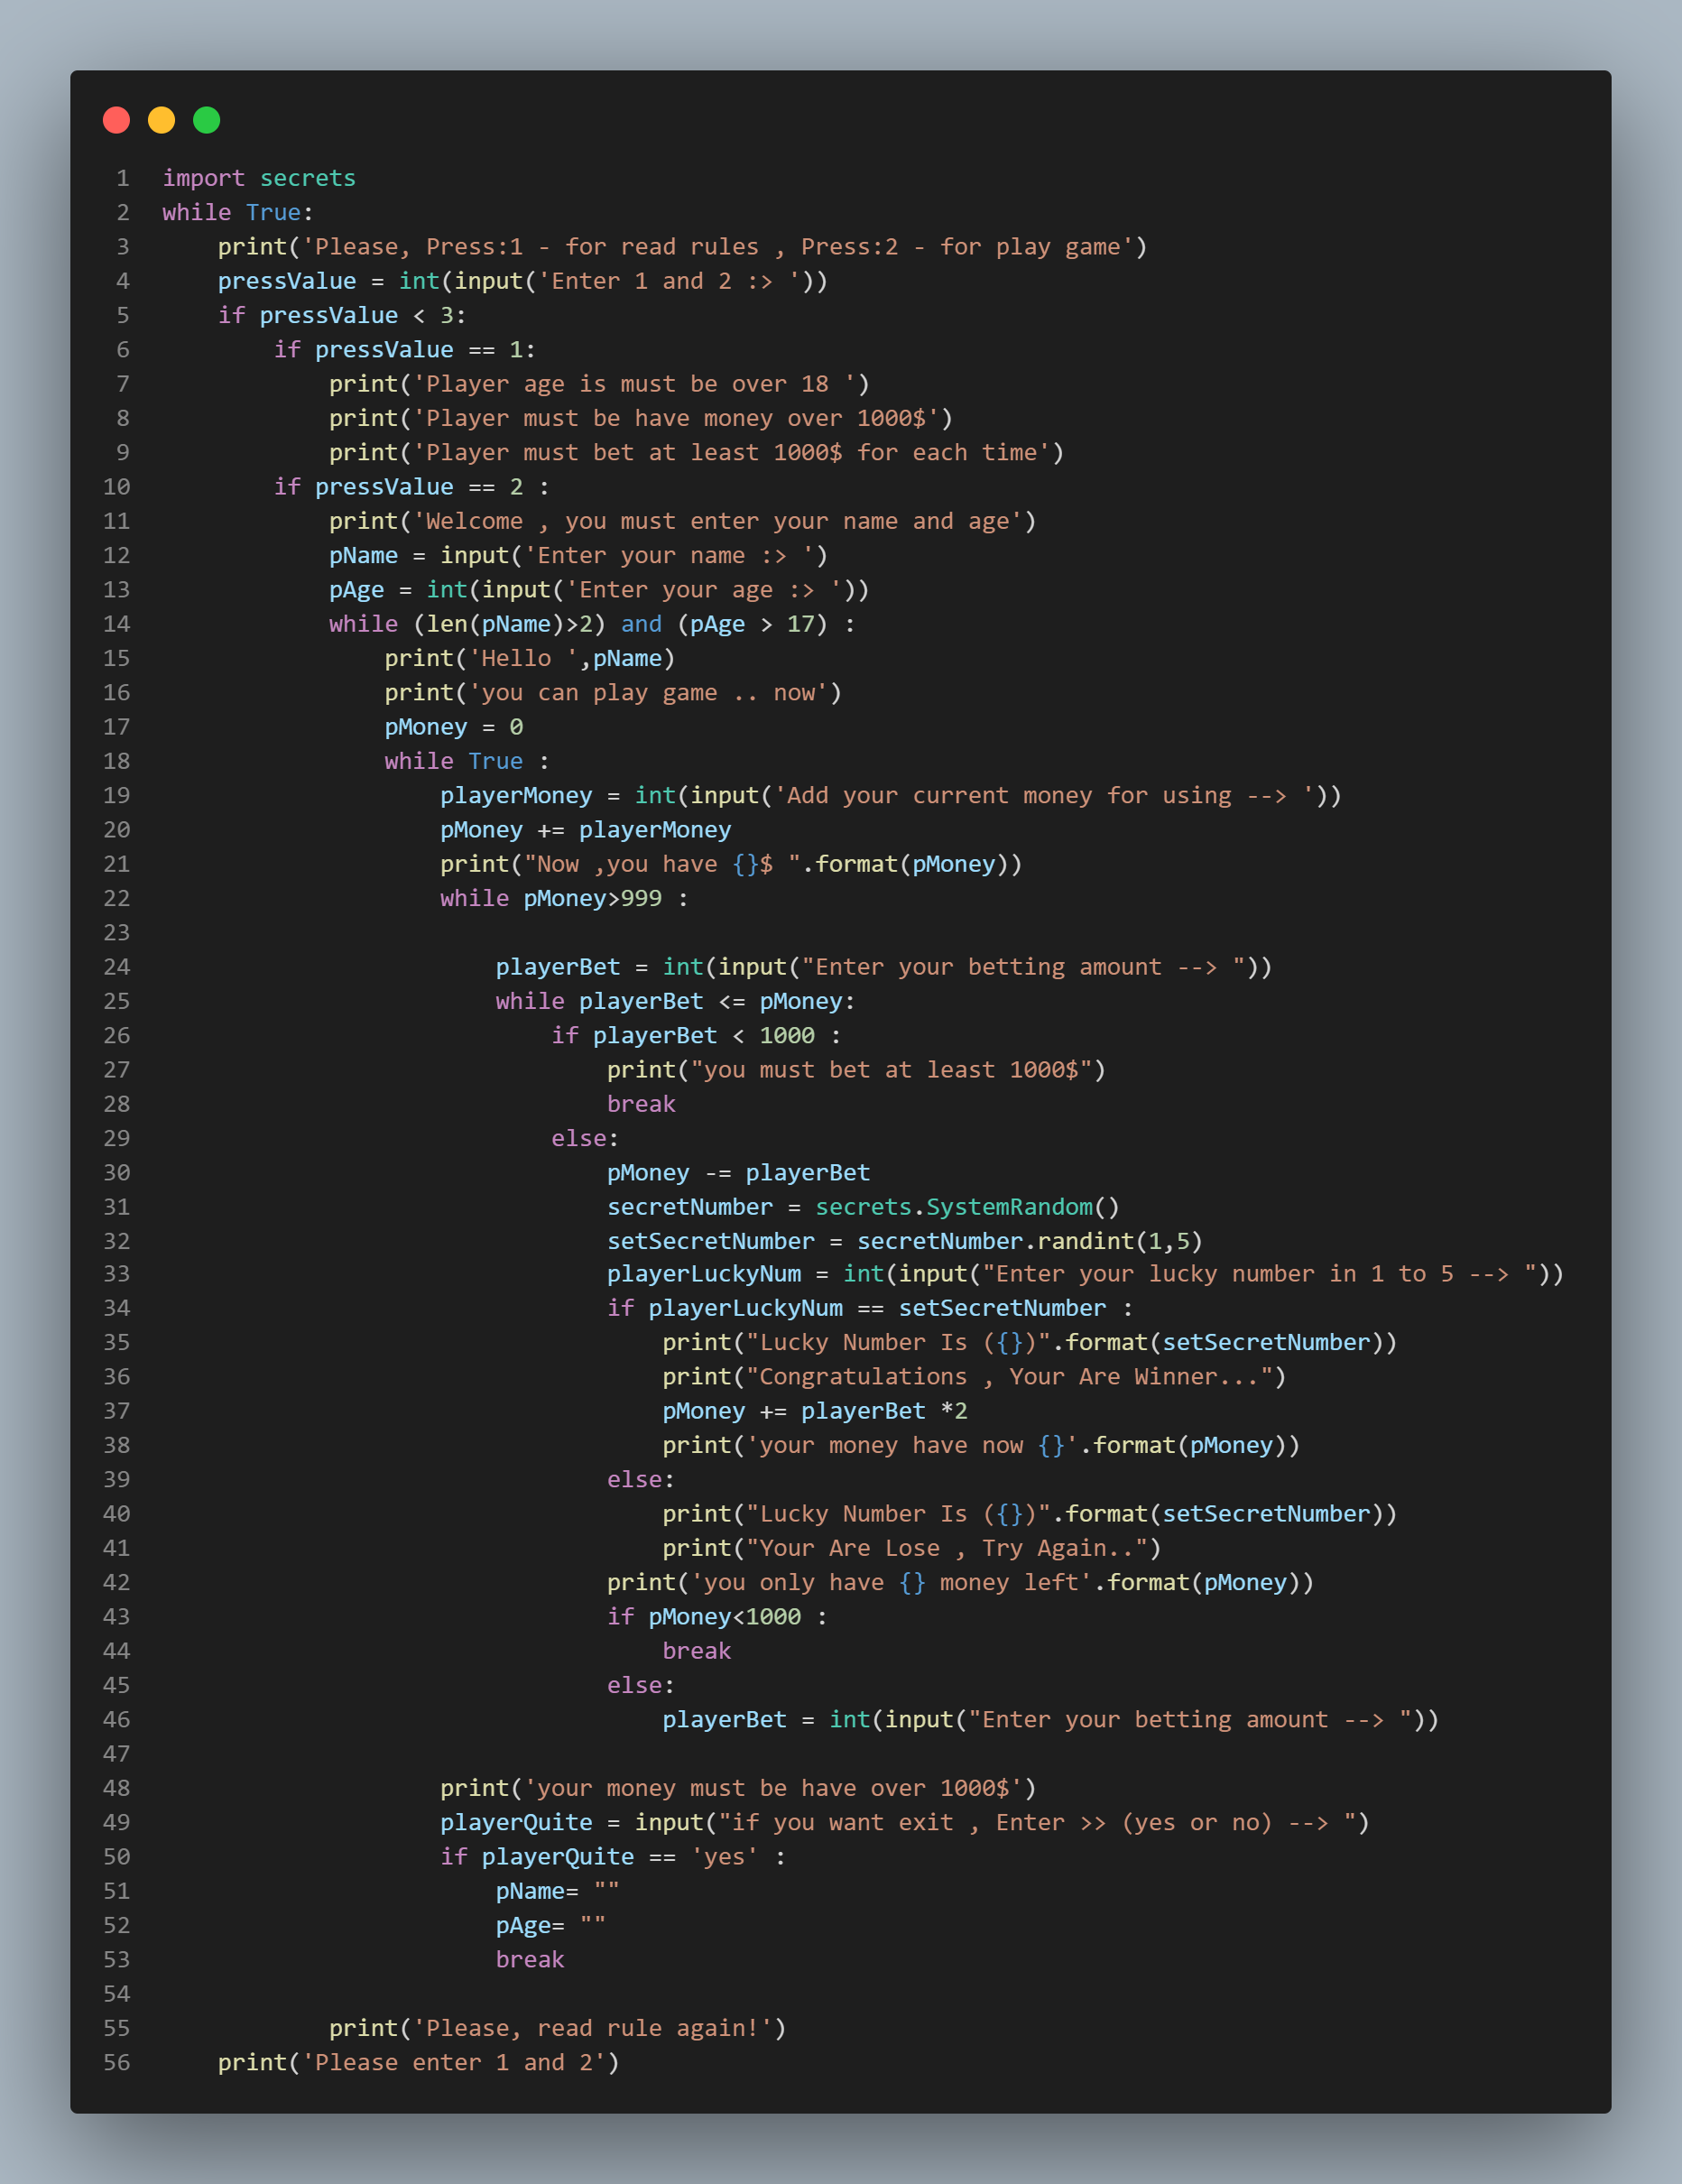 1 import secrets
2 while True:
3     print('Please, Press:1 - for read rules , Press:2 - for play game')
4     pressValue = int(input('Enter 1 and 2 :> '))
5     if pressValue < 3:
6         if pressValue == 1:
7             print('Player age is must be over 18 ')
8             print('Player must be have money over 1000$')
9             print('Player must bet at least 1000$ for each time')
10         if pressValue == 2 :
11             print('Welcome , you must enter your name and age')
12             pName = input('Enter your name :> ')
13             pAge = int(input('Enter your age :> '))
14             while (len(pName)>2) and (pAge > 17) :
15                 print('Hello ',pName)
16                 print('you can play game .. now')
17                 pMoney = 0
18                 while True :
19                     playerMoney = int(input('Add your current money for using --> '))
20                     pMoney += playerMoney
21                     print("Now ,you have {}$ ".format(pMoney))
22                     while pMoney>999 :
23
24                         playerBet = int(input("Enter your betting amount --> "))
25                         while playerBet <= pMoney:
26                             if playerBet < 1000 :
27                                 print("you must bet at least 1000$")
28                                 break
29                             else:
30                                 pMoney -= playerBet
31                                 secretNumber = secrets.SystemRandom()
32                                 setSecretNumber = secretNumber.randint(1,5)
33                                 playerLuckyNum = int(input("Enter your lucky number in 1 to 5 --> "))
34                                 if playerLuckyNum == setSecretNumber :
35                                     print("Lucky Number Is ({})".format(setSecretNumber))
36                                     print("Congratulations , Your Are Winner...")
37                                     pMoney += playerBet *2
38                                     print('your money have now {}'.format(pMoney))
39                                 else:
40                                     print("Lucky Number Is ({})".format(setSecretNumber))
41                                     print("Your Are Lose , Try Again..")
42                                 print('you only have {} money left'.format(pMoney))
43                                 if pMoney<1000 :
44                                     break
45                                 else:
46                                     playerBet = int(input("Enter your betting amount --> "))
47
48                     print('your money must be have over 1000$')
49                     playerQuite = input("if you want exit , Enter >> (yes or no) --> ")
50                     if playerQuite == 'yes' :
51                         pName= ""
52                         pAge= ""
53                         break
54
55             print('Please, read rule again!')
56     print('Please enter 1 and 2')